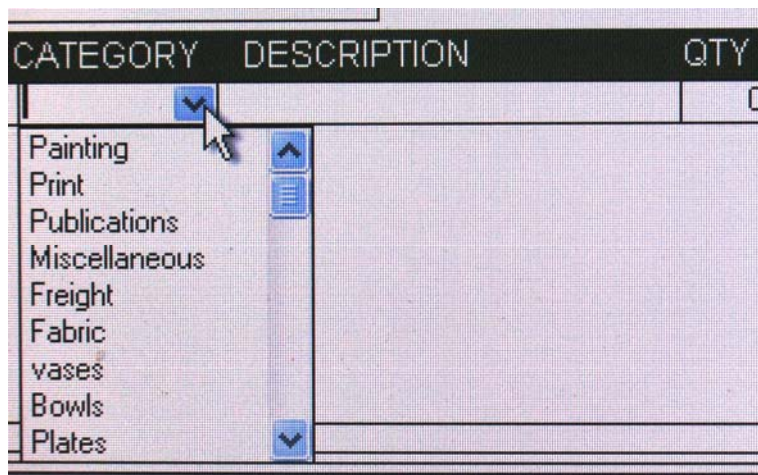 CATEGORY DESCRIPTION QTY
Painting
Print
Publications
Miscellaneous
Freight
Fabric
vases
Bowls
Plates